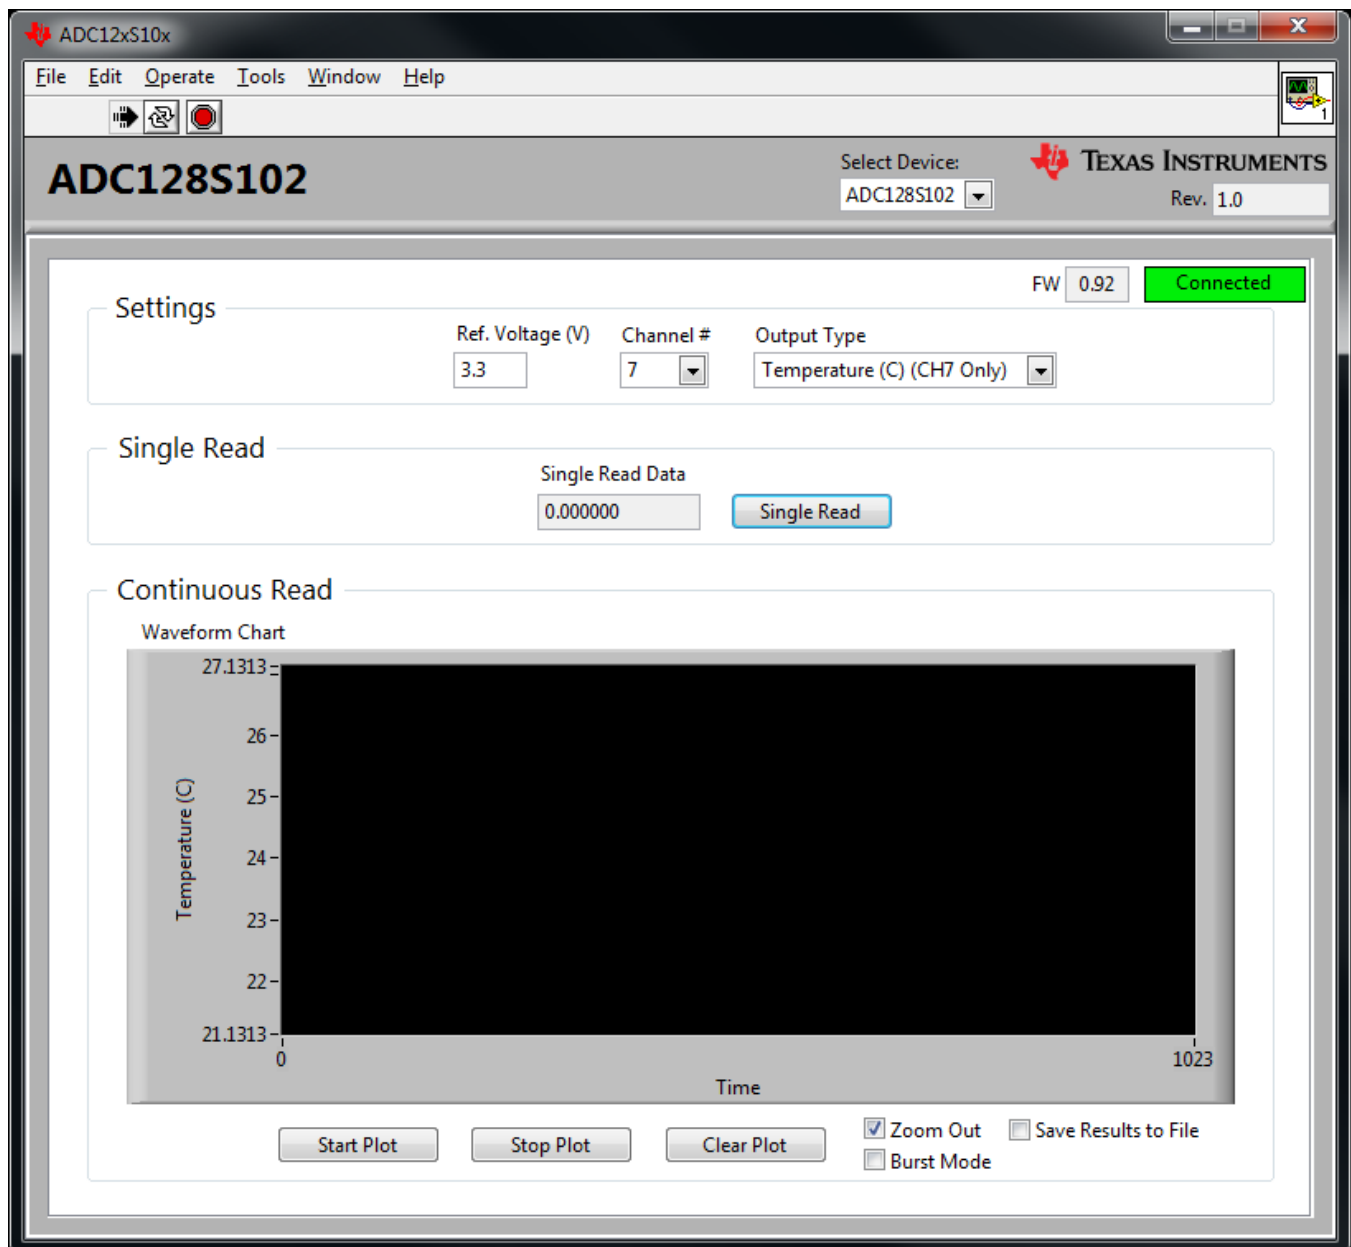 ADC12xS10x
File Edit Operate Tools Window Help
1
ADC128S102
Select Device:
ADC128S102
TEXAS INSTRUMENTS
Rev. 1.0
FW 0.92 Connected
Settings
Ref. Voltage (V) Channel # Output Type
3.3 7 Temperature (C) (CH7 Only)
Single Read
Single Read Data
0.000000 Single Read
Continuous Read
Waveform Chart
27.1313
26
25
24
23
22
21.1313
Temperature (C)
0 1023
Time
Start Plot Stop Plot Clear Plot
Zoom Out Save Results to File
Burst Mode